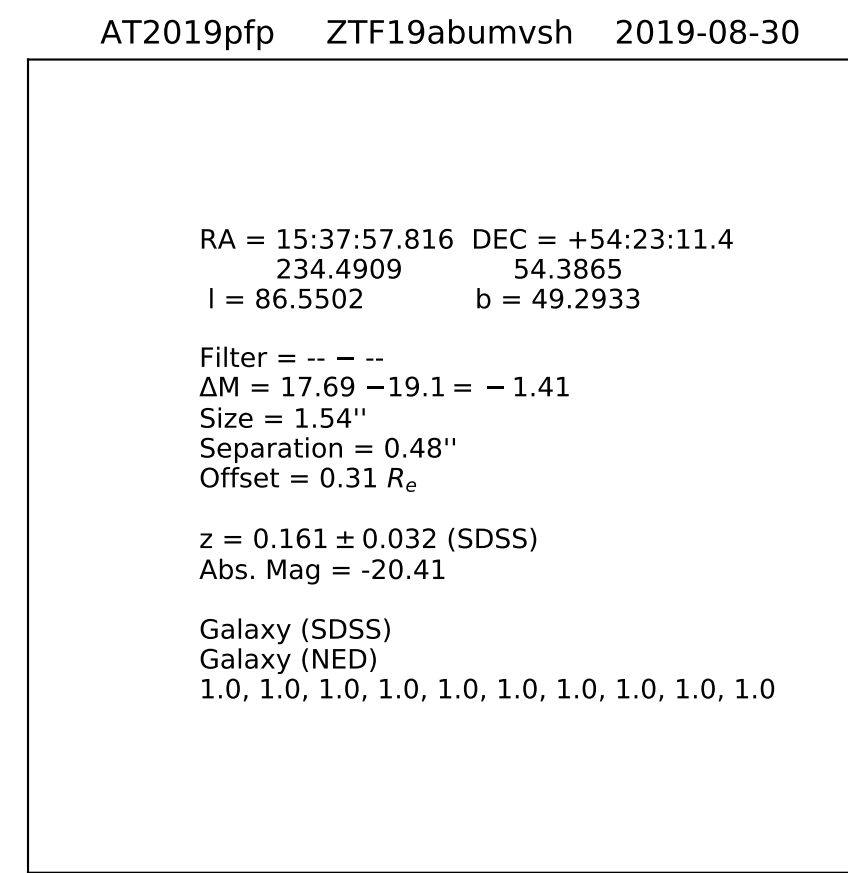 AT2019pfp ZTF19abumvsh 2019-08-30
RA = 15:37:57.816 DEC = +54:23:11.4
234.4909 54.3865
l = 86.5502 b = 49.2933
Filter = -- − --
ΔM = 17.69 −19.1 = − 1.41
Size = 1.54''
Separation = 0.48''
Offset = 0.31 Rₑ
z = 0.161 ± 0.032 (SDSS)
Abs. Mag = -20.41
Galaxy (SDSS)
Galaxy (NED)
1.0, 1.0, 1.0, 1.0, 1.0, 1.0, 1.0, 1.0, 1.0, 1.0